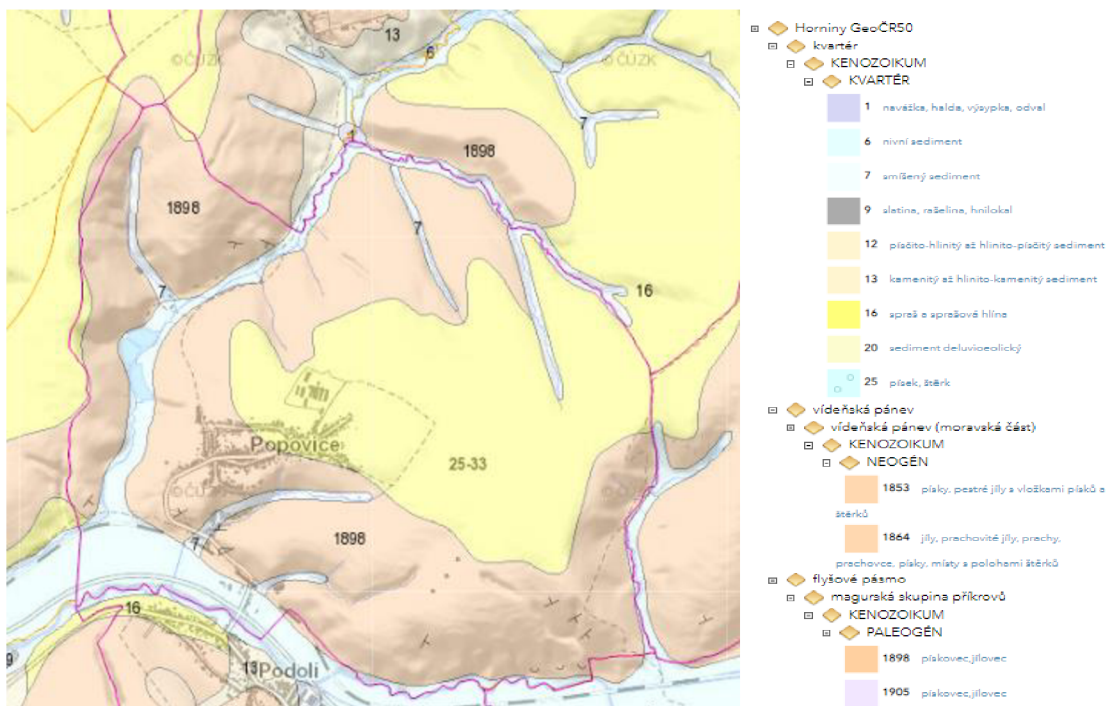 13
6
©ČÚZK
©ČÚZK
7
1
1898
1898
7
7
16
Popovice
25-33
©ČÚZK
©ČÚZK
1898
7
16
9
13
Podolí
Horniny GeoČR50
kvartér
KENOZOIKUM
KVARTÉR
1 navážka, halda, výsypka, odval
6 nivní sediment
7 smíšený sediment
9 slatina, rašelina, hnilokal
12 písčito-hlinitý až hlinito-písčitý sediment
13 kamenitý až hlinito-kamenitý sediment
16 spraš a sprašová hlína
20 sediment deluvioeolický
25 písek, štěrk
vídeňská pánev
vídeňská pánev (moravská část)
KENOZOIKUM
NEOGÉN
1853 písky, pestré jíly s vložkami písků a
štěrků
1864 jíly, prachovité jíly, prachy,
prachovce, písky, místy s polohami štěrků
flyšové pásmo
magurská skupina příkrovů
KENOZOIKUM
PALEOGÉN
1898 pískovec,jílovec
1905 pískovec,jílovec